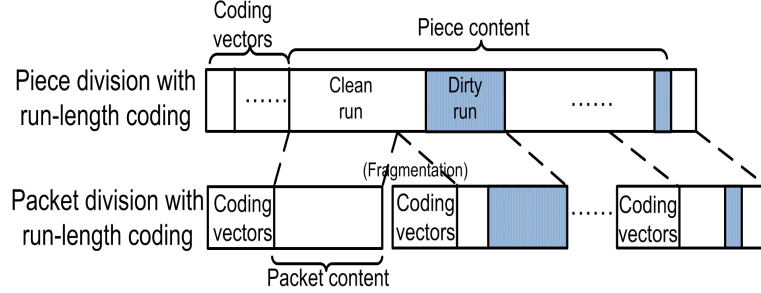 Coding
vectors
Piece content
Piece division with
run-length coding
......
Clean
run
Dirty
run
......
(Fragmentation)
Packet division with
run-length coding
Coding
vectors
Coding
vectors
......
Coding
vectors
Packet content